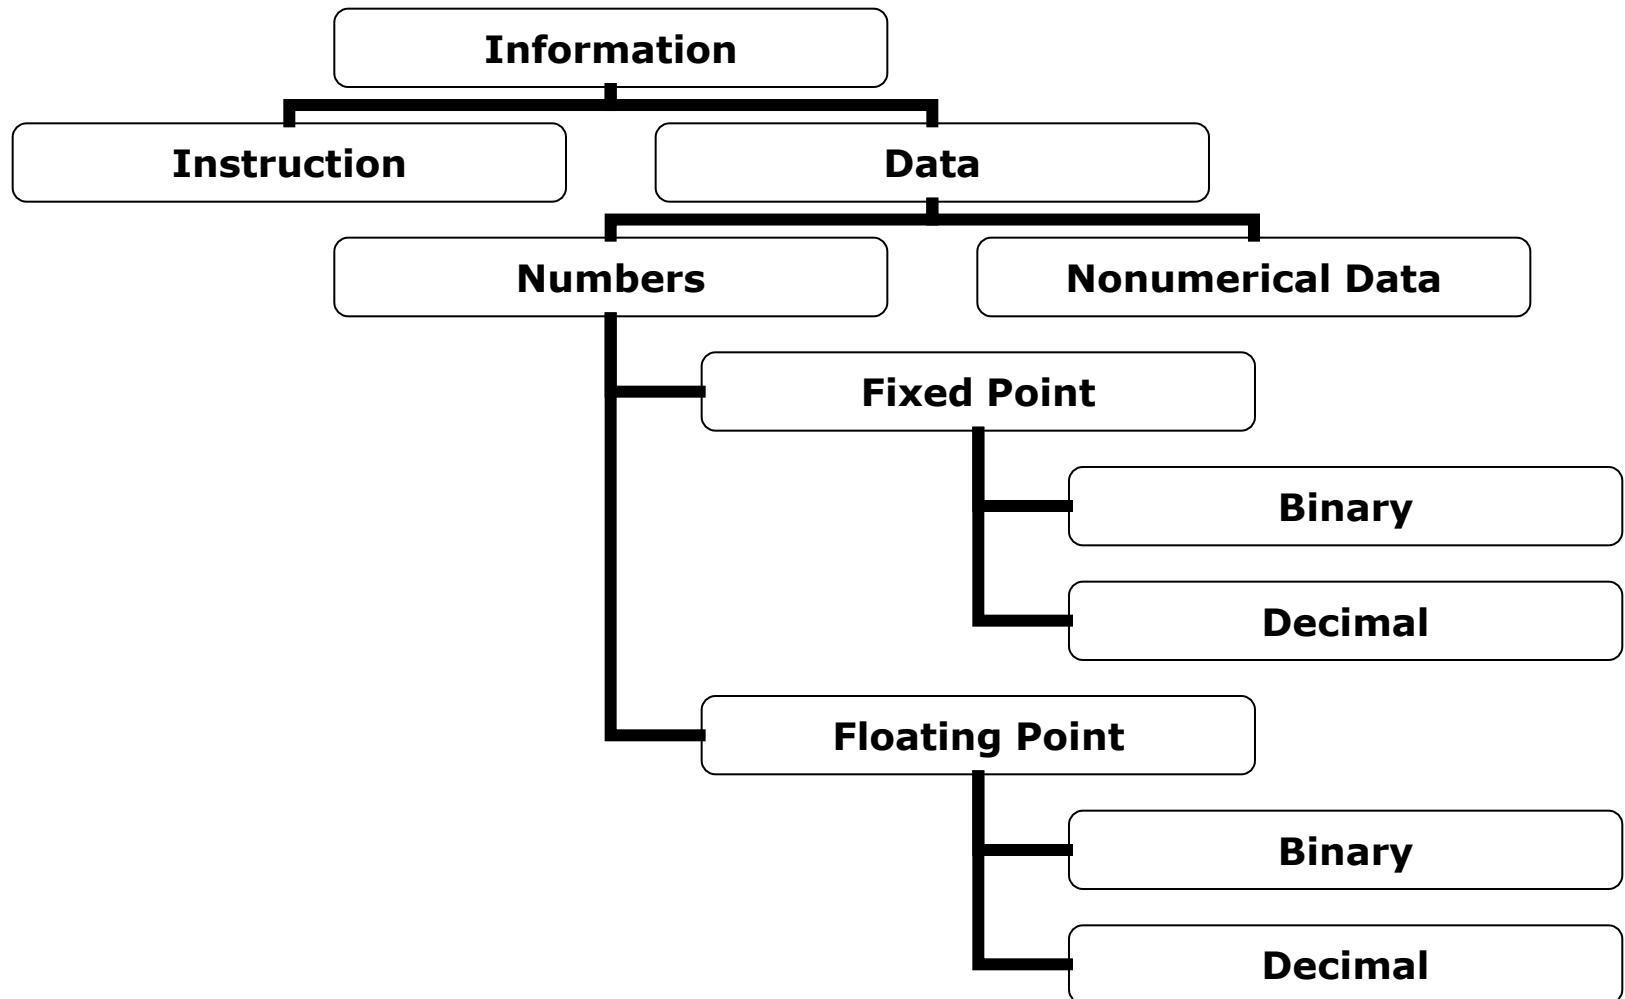 Information
Instruction
Data
Numbers
Nonumerical Data
Fixed Point
Binary
Decimal
Floating Point
Binary
Decimal